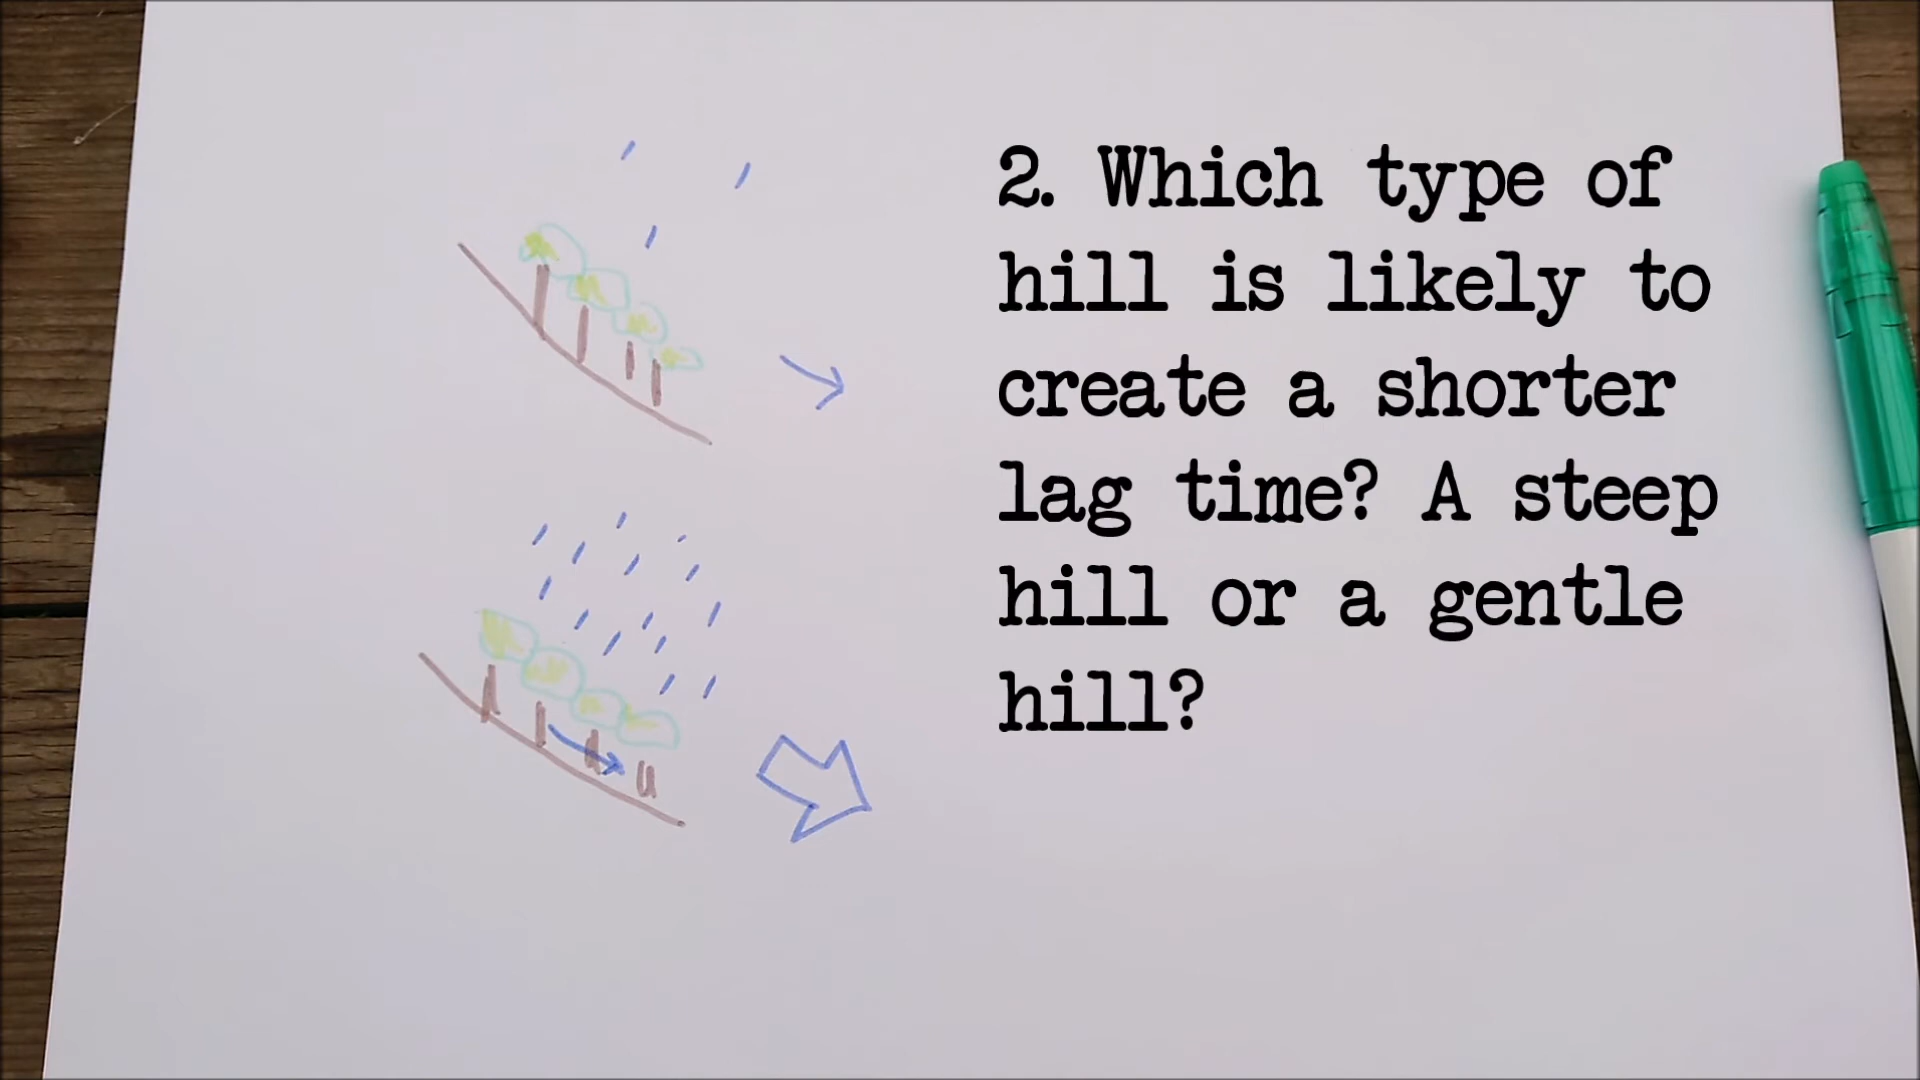 2. Which type of
hill is likely to
create a shorter
lag time? A steep
hill or a gentle
hill?